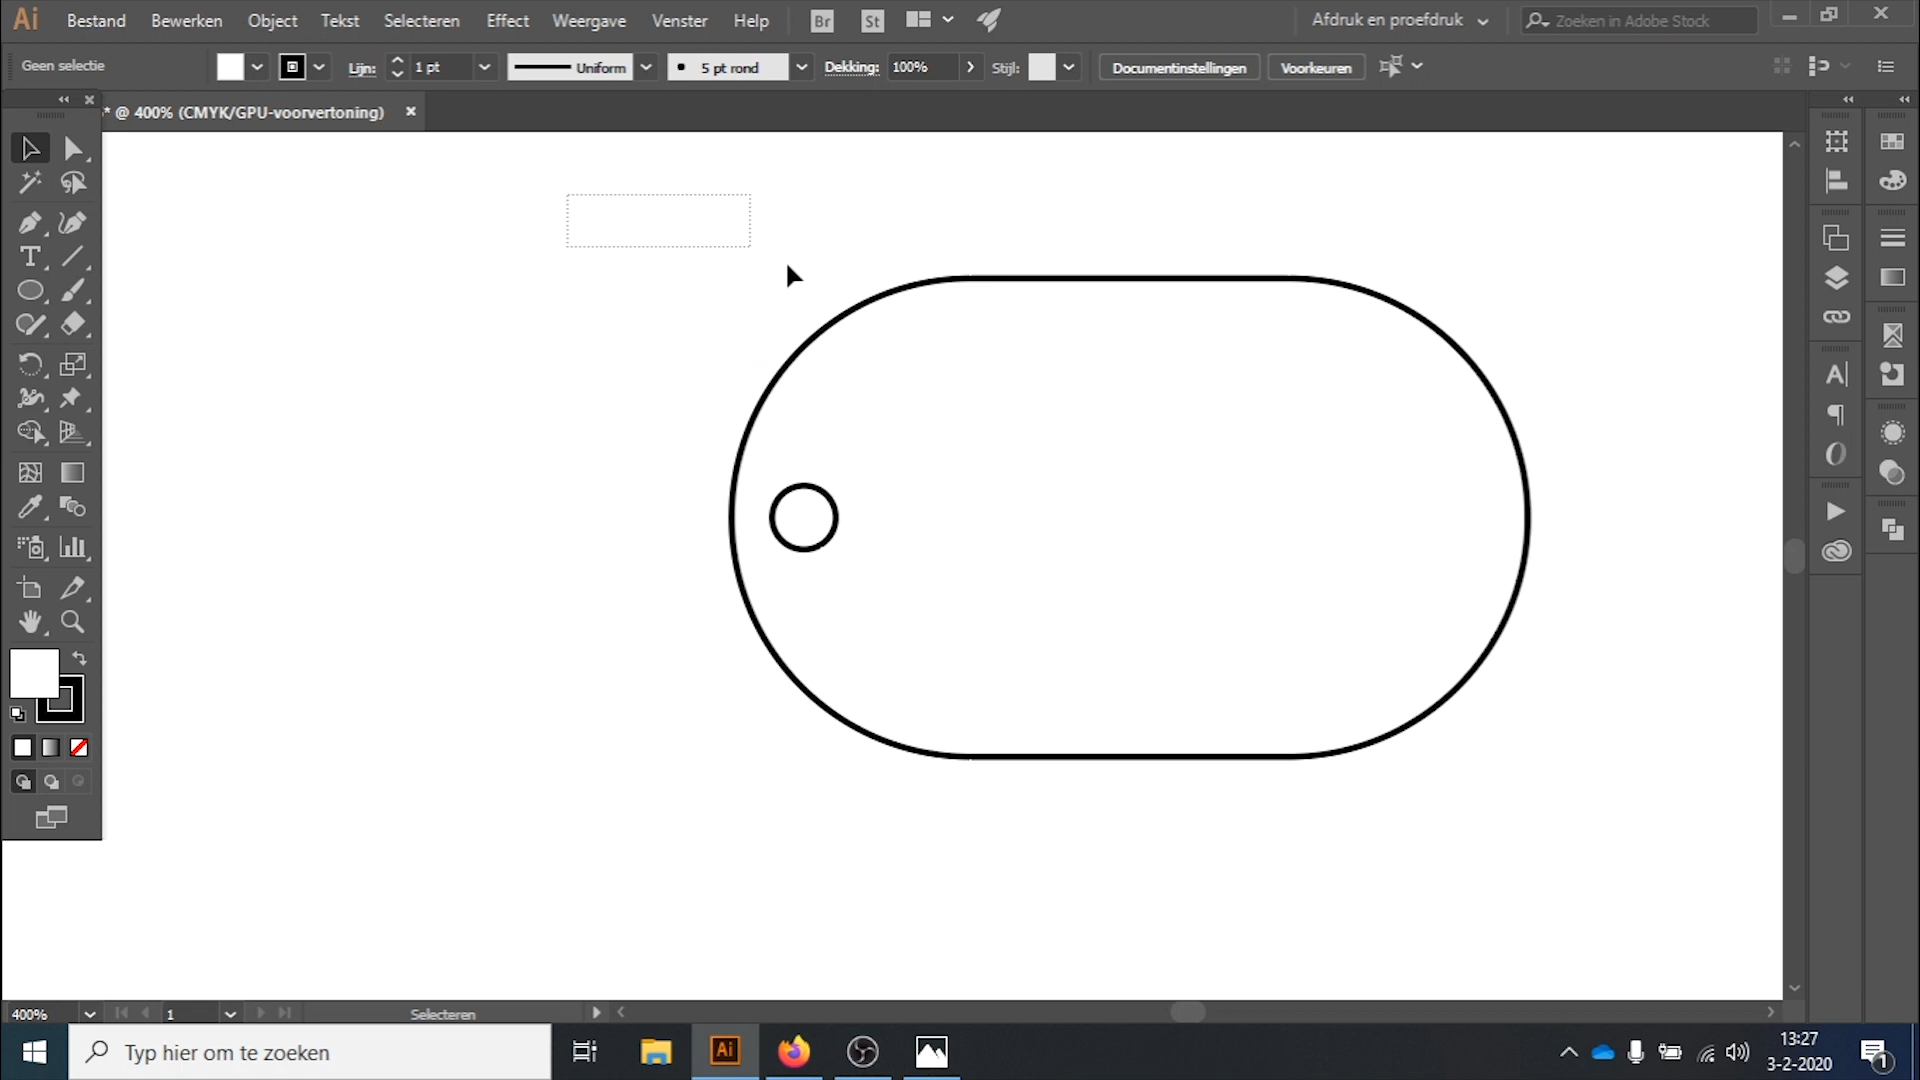 Ai Bestand Bewerken Object Tekst Selecteren Effect Weergave Venster Help Br St Afdruk en proefdruk Zoeken in Adobe Stock
Geen selectie Lijn: 1 pt Uniform 5 pt rond Dekking: 100% Stijl: Documentinstellingen Voorkeuren
* @ 400% (CMYK/GPU-voorvertoning)
400% 1 Selecteren
Typ hier om te zoeken
Ai
13:27
3-2-2020
1